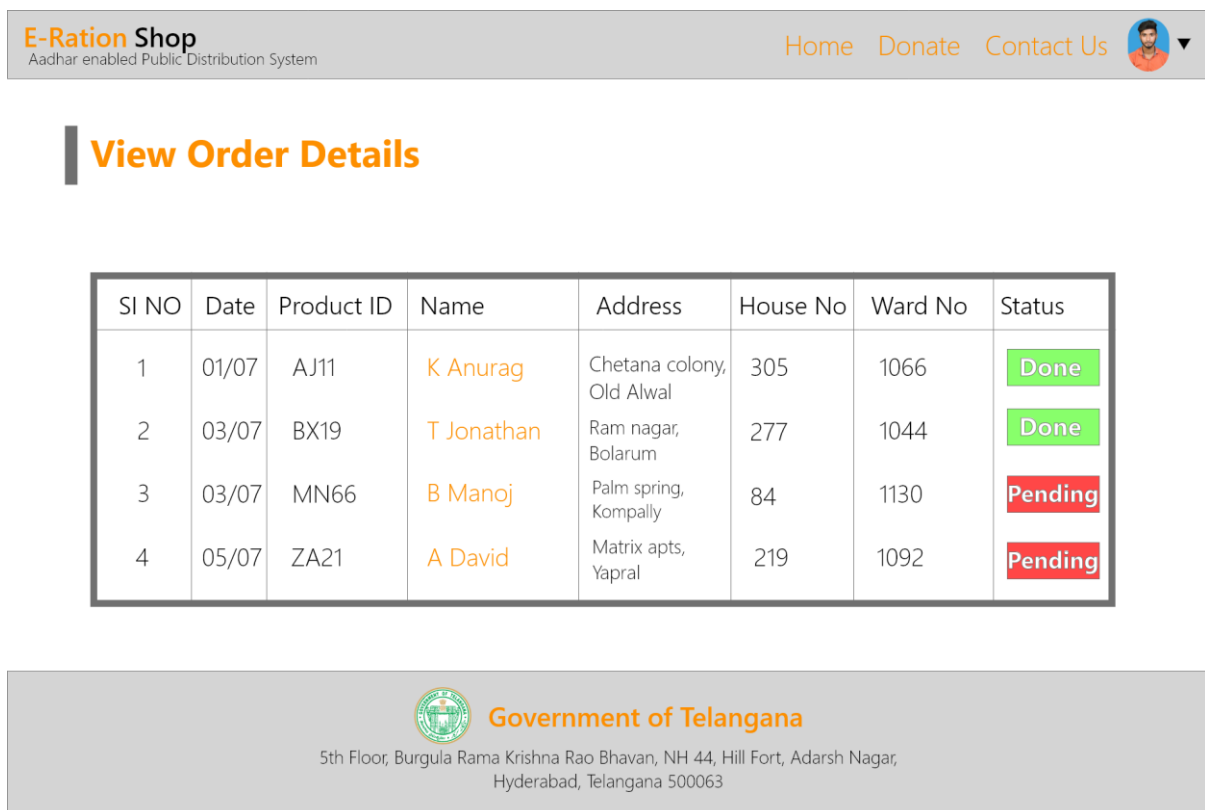 E-Ration Shop
Aadhar enabled Public Distribution System
Home Donate Contact Us
View Order Details
SI NO Date Product ID Name Address House No Ward No Status
1 01/07 AJ11 K Anurag Chetana colony, 305 1066 Done
Old Alwal
2 03/07 BX19 T Jonathan Ram nagar, 277 1044 Done
Bolarum
3 03/07 MN66 B Manoj Palm spring, 84 1130 Pending
Kompally
4 05/07 ZA21 A David Matrix apts, 219 1092 Pending
Yapral
Government of Telangana
5th Floor, Burgula Rama Krishna Rao Bhavan, NH 44, Hill Fort, Adarsh Nagar,
Hyderabad, Telangana 500063